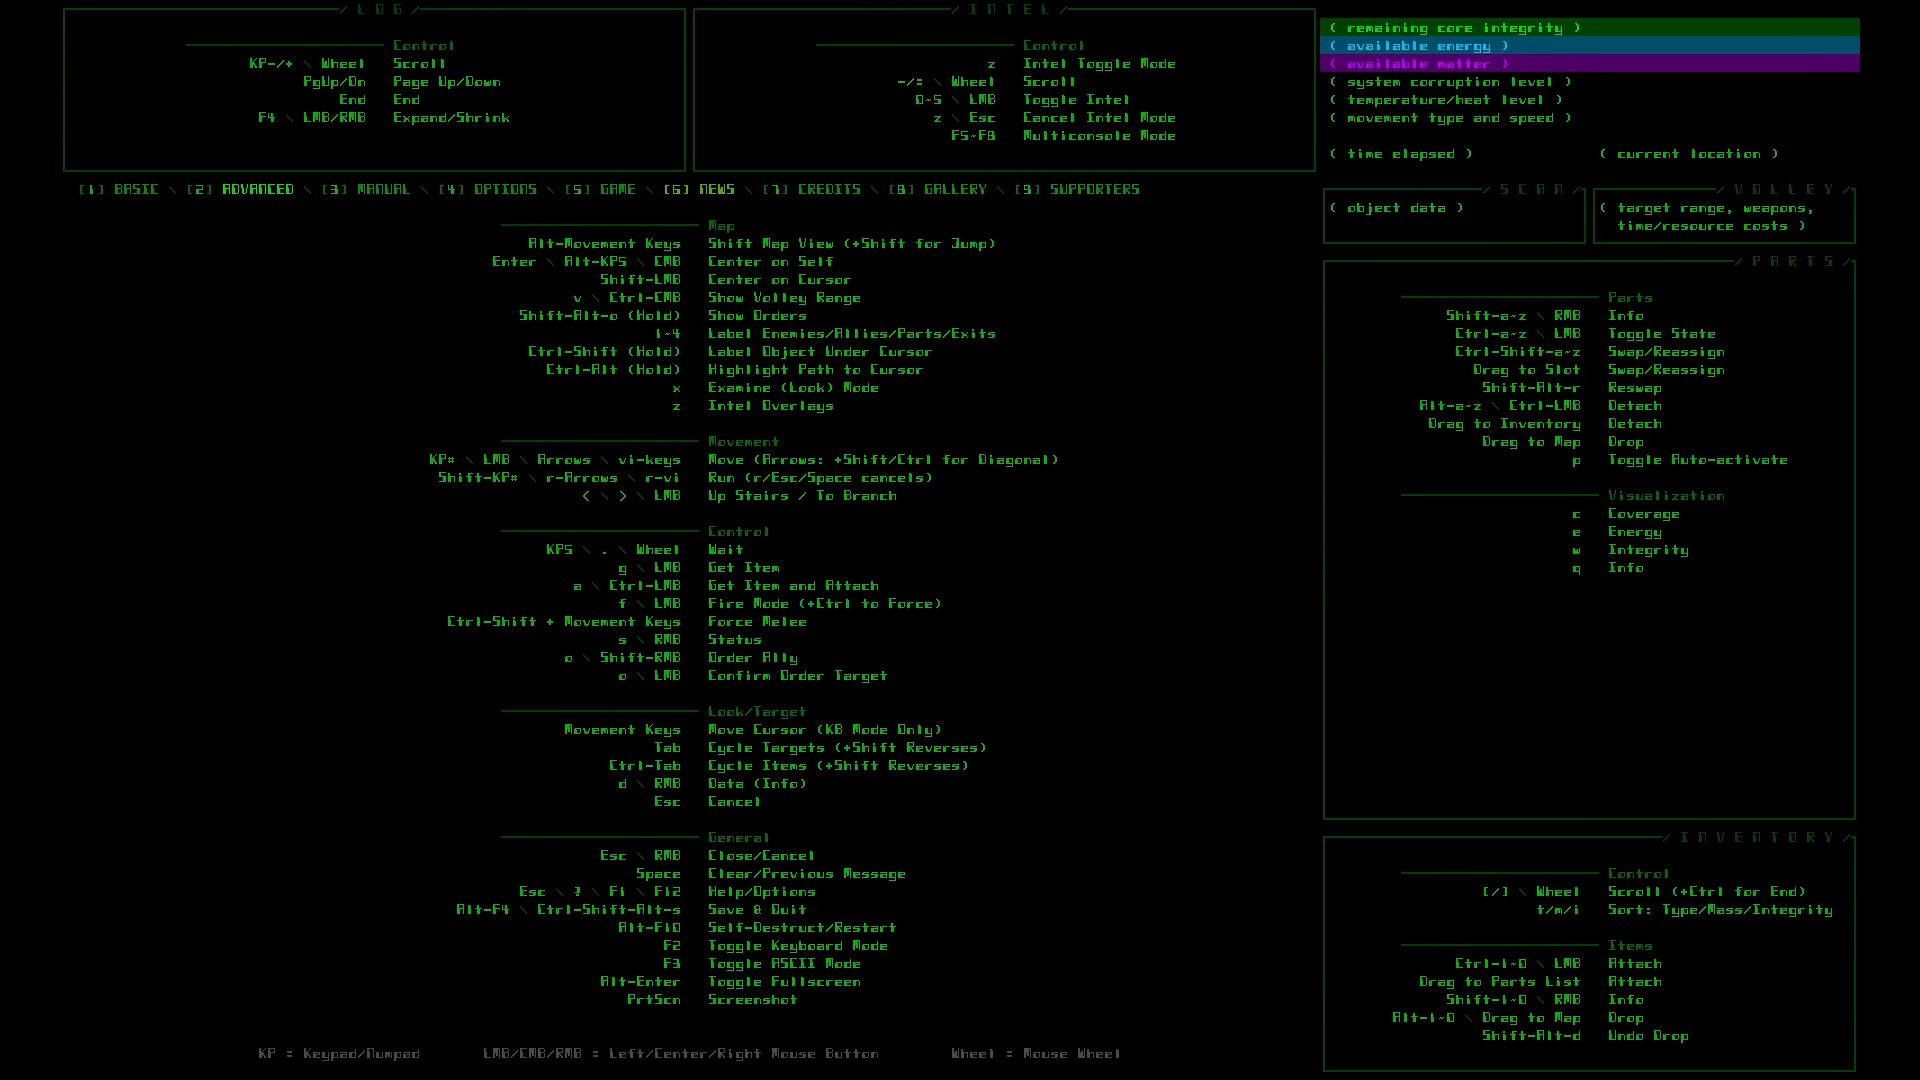 / L O G /
Control
KP-/+ \ Wheel Scroll
PgUp/Dn Page Up/Down
End End
F4 \ LMB/RMB Expand/Shrink
/ I N T E L /
Control
z Intel Toggle Mode
-/= \ Wheel Scroll
0~5 \ LMB Toggle Intel
z \ Esc Cancel Intel Mode
F5~F8 Multiconsole Mode
( remaining core integrity )
( available energy )
( available matter )
( system corruption level )
( temperature/heat level )
( movement type and speed )
( time elapsed ) ( current location )
[1] BASIC \ [2] ADVANCED \ [3] MANUAL \ [4] OPTIONS \ [5] GAME \ [6] NEWS \ [7] CREDITS \ [8] GALLERY \ [9] SUPPORTERS
/ S C A N /
( object data )
/ V O L L E Y /
( target range, weapons,
time/resource costs )
Map
Alt-Movement Keys Shift Map View (+Shift for Jump)
Enter \ Alt-KP5 \ CMB Center on Self
Shift-LMB Center on Cursor
v \ Ctrl-CMB Show Volley Range
Shift-Alt-o (Hold) Show Orders
1~4 Label Enemies/Allies/Parts/Exits
Ctrl-Shift (Hold) Label Object Under Cursor
Ctrl-Alt (Hold) Highlight Path to Cursor
x Examine (Look) Mode
z Intel Overlays
Movement
KP# \ LMB \ Arrows \ vi-keys Move (Arrows: +Shift/Ctrl for Diagonal)
Shift-KP# \ r-Arrows \ r-vi Run (r/Esc/Space cancels)
< \ > \ LMB Up Stairs / To Branch
Control
KP5 \ . \ Wheel Wait
g \ LMB Get Item
a \ Ctrl-LMB Get Item and Attach
f \ LMB Fire Mode (+Ctrl to Force)
Ctrl-Shift + Movement Keys Force Melee
s \ RMB Status
o \ Shift-RMB Order Ally
o \ LMB Confirm Order Target
Look/Target
Movement Keys Move Cursor (KB Mode Only)
Tab Cycle Targets (+Shift Reverses)
Ctrl-Tab Cycle Items (+Shift Reverses)
d \ RMB Data (Info)
Esc Cancel
General
Esc \ RMB Close/Cancel
Space Clear/Previous Message
Esc \ ? \ F1 \ F12 Help/Options
Alt-F4 \ Ctrl-Shift-Alt-s Save & Quit
Alt-F10 Self-Destruct/Restart
F2 Toggle Keyboard Mode
F3 Toggle ASCII Mode
Alt-Enter Toggle Fullscreen
PrtScn Screenshot
KP = Keypad/Numpad LMB/CMB/RMB = Left/Center/Right Mouse Button Wheel = Mouse Wheel
/ P A R T S /
Parts
Shift-a~z \ RMB Info
Ctrl-a~z \ LMB Toggle State
Ctrl-Shift-a~z Swap/Reassign
Drag to Slot Swap/Reassign
Shift-Alt-r Reswap
Alt-a~z \ Ctrl-LMB Detach
Drag to Inventory Detach
Drag to Map Drop
p Toggle Auto-activate
Visualization
c Coverage
e Energy
w Integrity
q Info
/ I N V E N T O R Y /
Control
[/] \ Wheel Scroll (+Ctrl for End)
t/m/i Sort: Type/Mass/Integrity
Items
Ctrl-1~0 \ LMB Attach
Drag to Parts List Attach
Shift-1~0 \ RMB Info
Alt-1~0 \ Drag to Map Drop
Shift-Alt-d Undo Drop